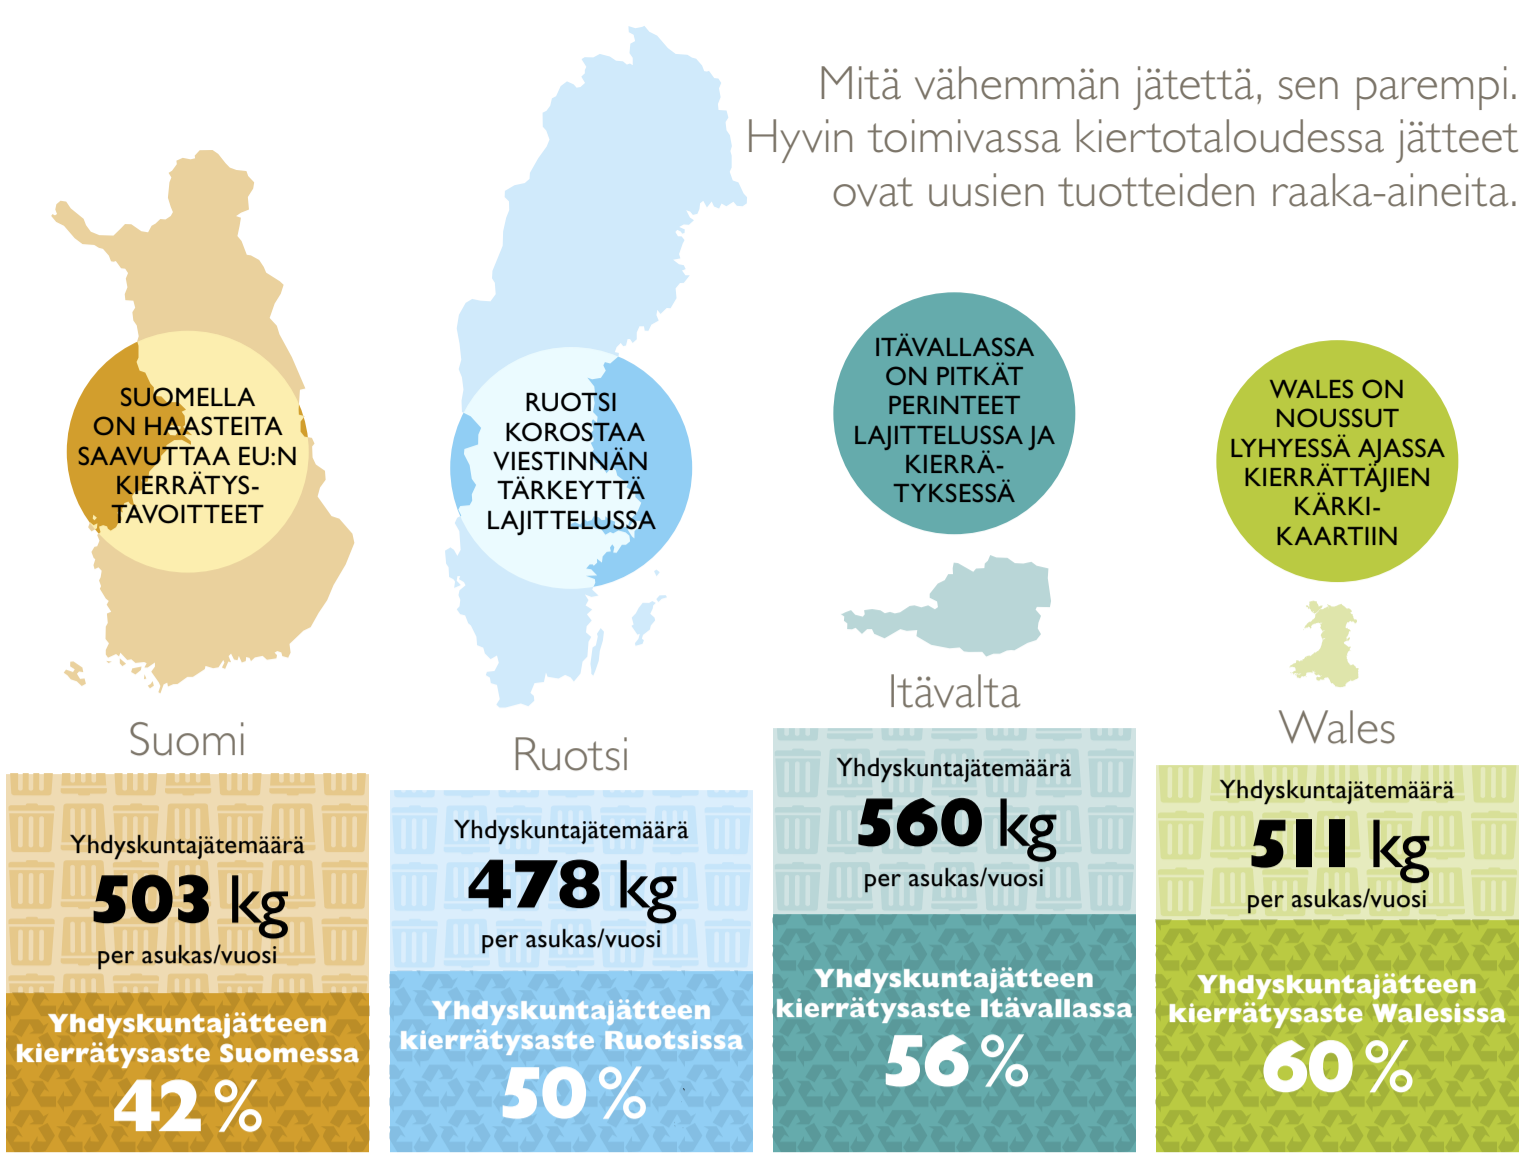 Mitä vähemmän jätettä, sen parempi.
Hyvin toimivassa kiertotaloudessa jätteet
ovat uusien tuotteiden raaka-aineita.
SUOMELLA
ON HAASTEITA
SAAVUTTAA EU:N
KIERRÄTYS-
TAVOITTEET
Suomi
Yhdyskuntajätemäärä
503 kg
per asukas/vuosi
Yhdyskuntajätteen
kierrätysaste Suomessa
42 %
RUOTSI
KOROSTAA
VIESTINNÄN
TÄRKEYTTÄ
LAJITTELUSSA
Ruotsi
Yhdyskuntajätemäärä
478 kg
per asukas/vuosi
Yhdyskuntajätteen
kierrätysaste Ruotsissa
50 %
ITÄVALLASSA
ON PITKÄT
PERINTEET
LAJITTELUSSA JA
KIERRÄ-
TYKSESSÄ
Itävalta
Yhdyskuntajätemäärä
560 kg
per asukas/vuosi
Yhdyskuntajätteen
kierrätysaste Itävallassa
56 %
WALES ON
NOUSSUT
LYHYESSÄ AJASSA
KIERRÄTTÄJIEN
KÄRKI-
KAARTIIN
Wales
Yhdyskuntajätemäärä
511 kg
per asukas/vuosi
Yhdyskuntajätteen
kierrätysaste Walesissa
60 %